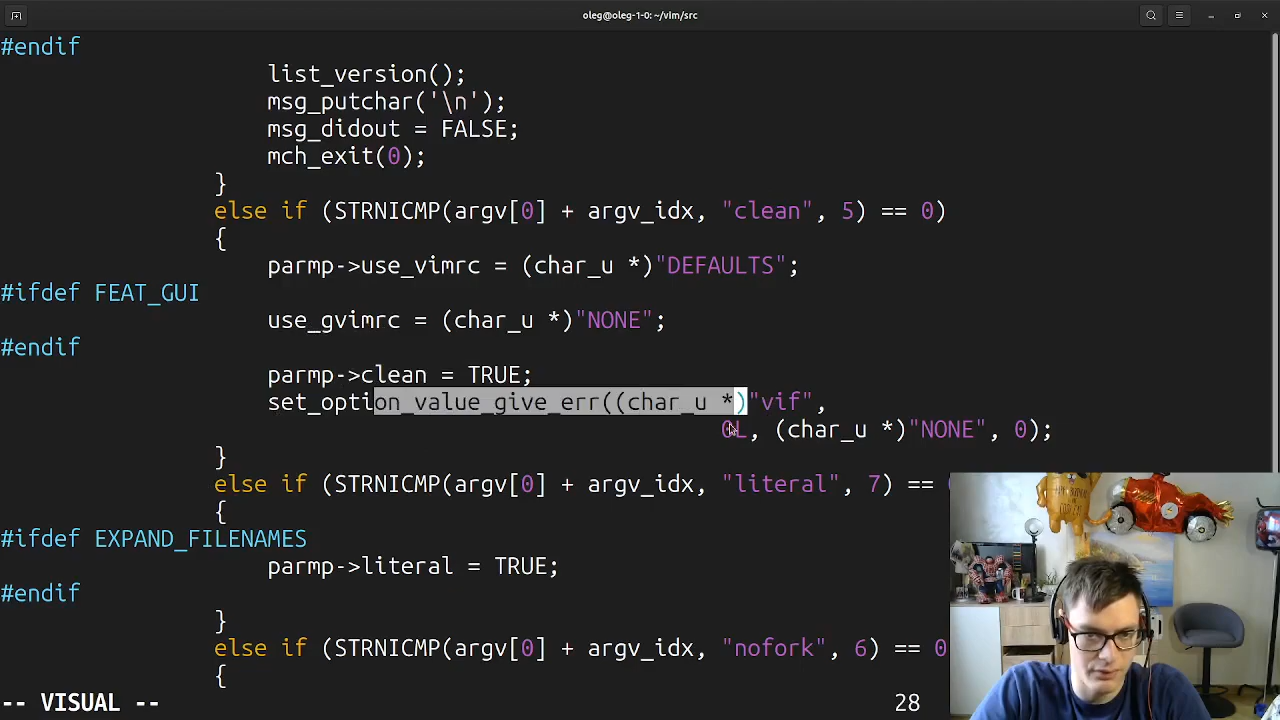 oleg@oleg-1-0: ~/vim/src
#endif
list_version();
msg_putchar('\n');
msg_didout = FALSE;
mch_exit(0);
}
else if (STRNICMP(argv[0] + argv_idx, "clean", 5) == 0)
{
parmp->use_vimrc = (char_u *)"DEFAULTS";
#ifdef FEAT_GUI
use_gvimrc = (char_u *)"NONE";
#endif
parmp->clean = TRUE;
set_option_value_give_err((char_u *)"vif",
0L, (char_u *)"NONE", 0);
}
else if (STRNICMP(argv[0] + argv_idx, "literal", 7) ==
{
#ifdef EXPAND_FILENAMES
parmp->literal = TRUE;
#endif
}
else if (STRNICMP(argv[0] + argv_idx, "nofork", 6) == 0
{
-- VISUAL -- 28